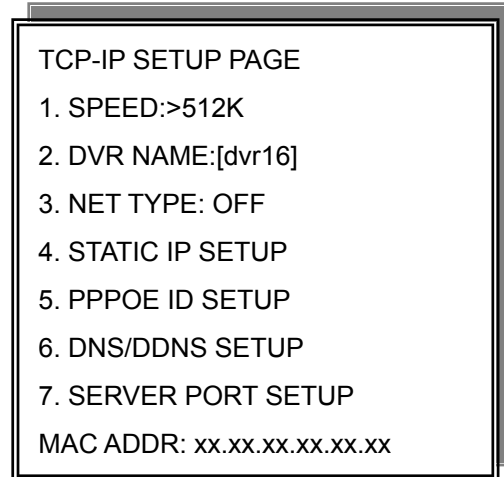 TCP-IP SETUP PAGE
1. SPEED:>512K
2. DVR NAME:[dvr16]
3. NET TYPE: OFF
4. STATIC IP SETUP
5. PPPOE ID SETUP
6. DNS/DDNS SETUP
7. SERVER PORT SETUP
MAC ADDR: xx.xx.xx.xx.xx.xx